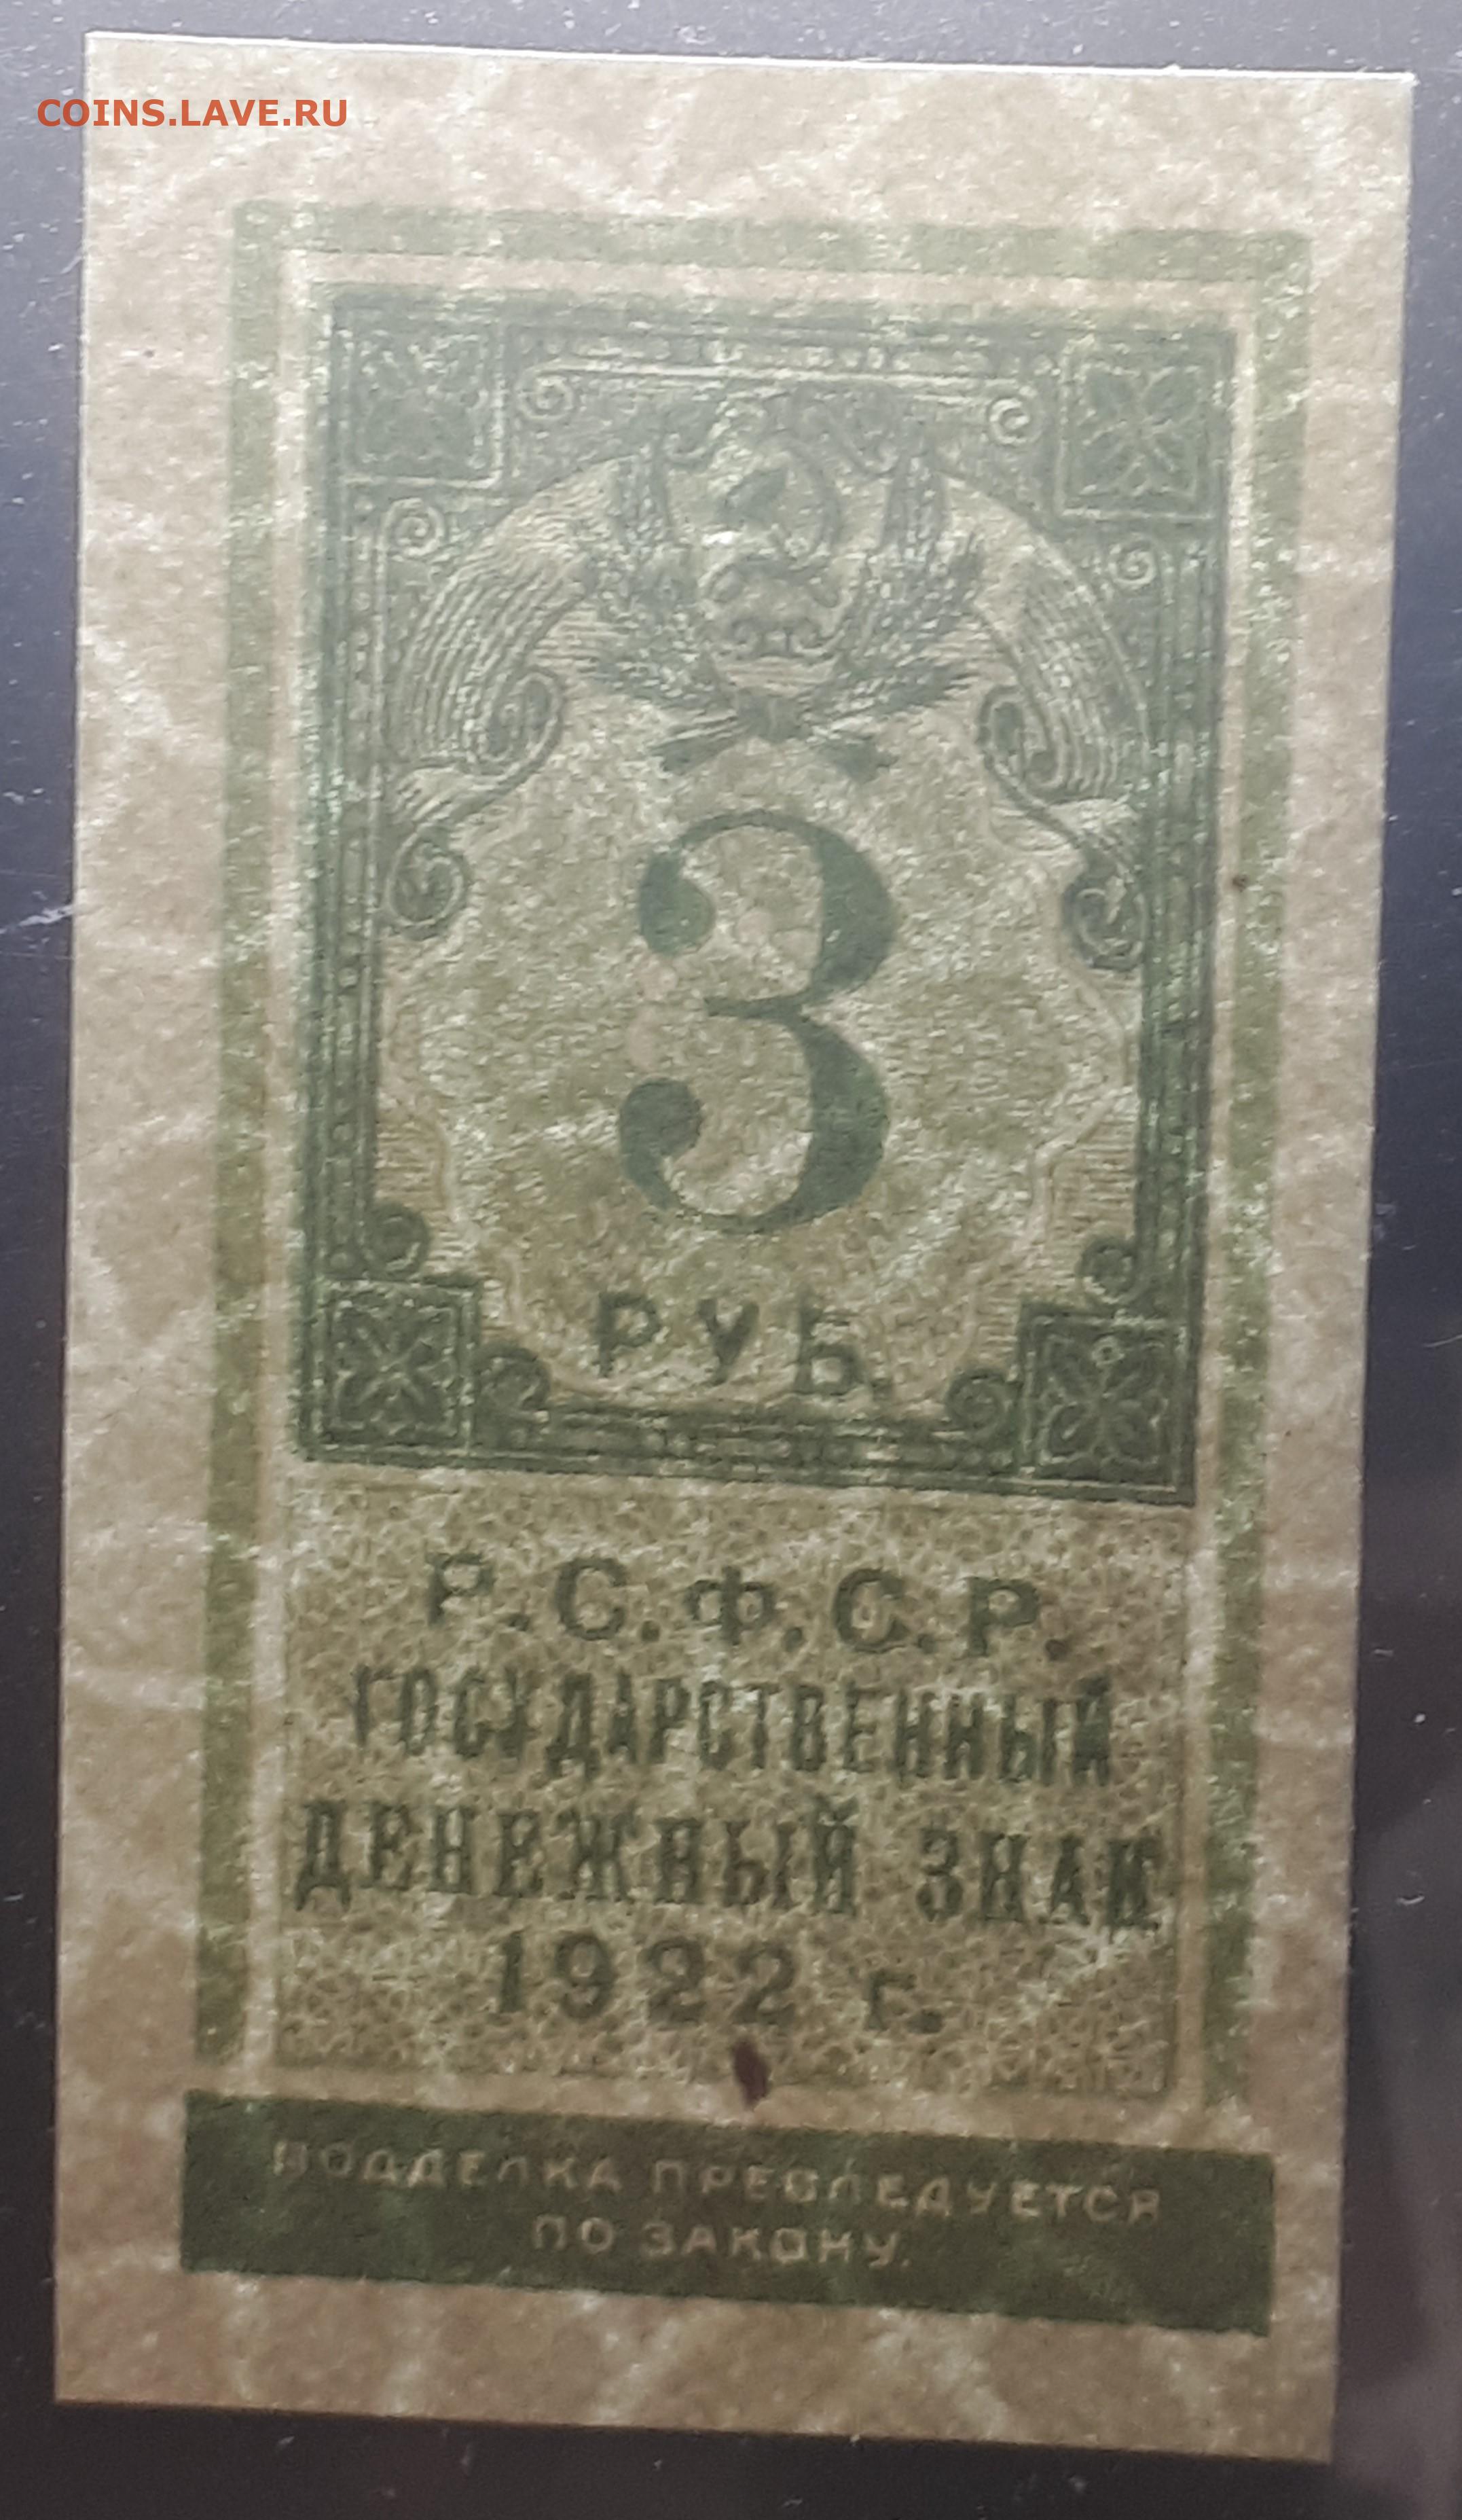 COINS.LAVE.RU
3
РУБ.
Р.С.Ф.С.Р.
ГОСУДАРСТВЕННЫЙ
ДЕНЕЖНЫЙ ЗНАК
1922 г.
ПОДДЕЛКА ПРЕСЛЕДУЕТСЯ
ПО ЗАКОНУ.